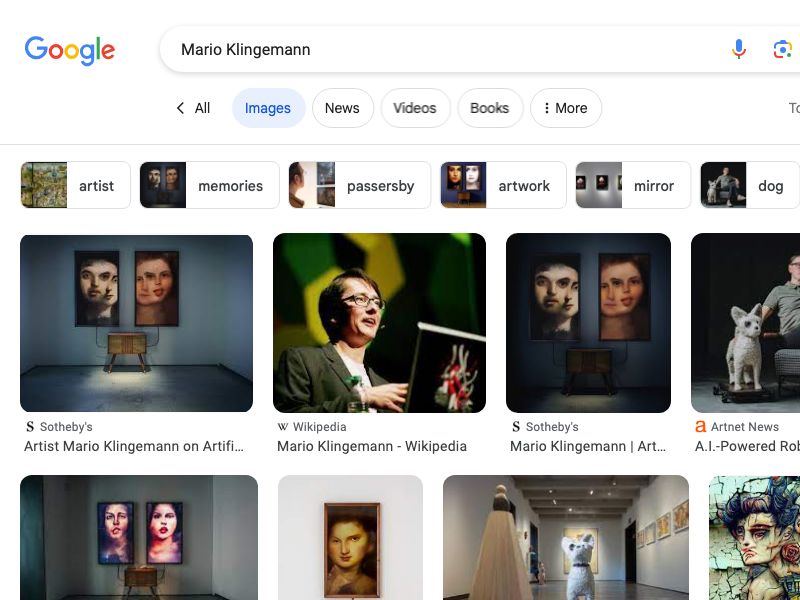 Google
Mario Klingemann
All
Images
News
Videos
Books
More
To
artist
memories
passersby
artwork
mirror
dog
S Sotheby's
Artist Mario Klingemann on Artifi...
W Wikipedia
Mario Klingemann - Wikipedia
S Sotheby's
Mario Klingemann | Art...
a Artnet News
A.I.-Powered Rob